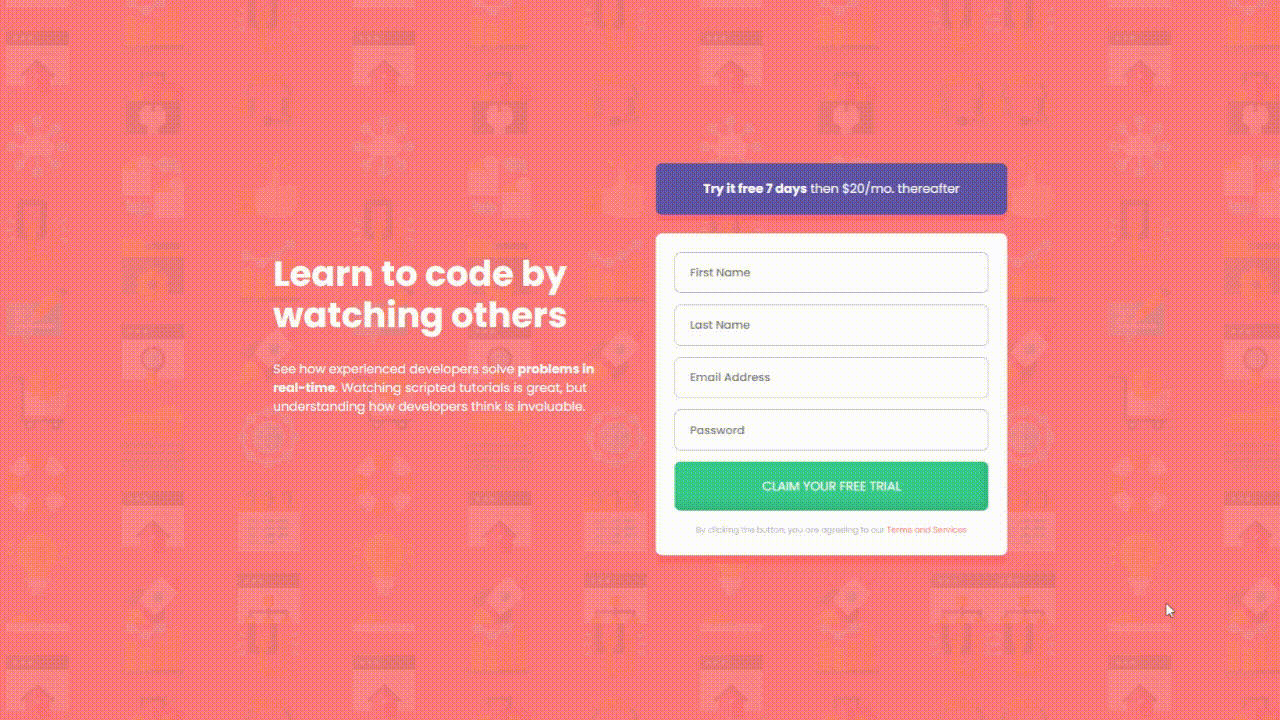 Learn to code by
watching others
See how experienced developers solve problems in
real-time. Watching scripted tutorials is great, but
understanding how developers think is invaluable.
Try it free 7 days then $20/mo. thereafter
First Name
Last Name
Email Address
Password
CLAIM YOUR FREE TRIAL
By clicking the button, you are agreeing to our Terms and Services